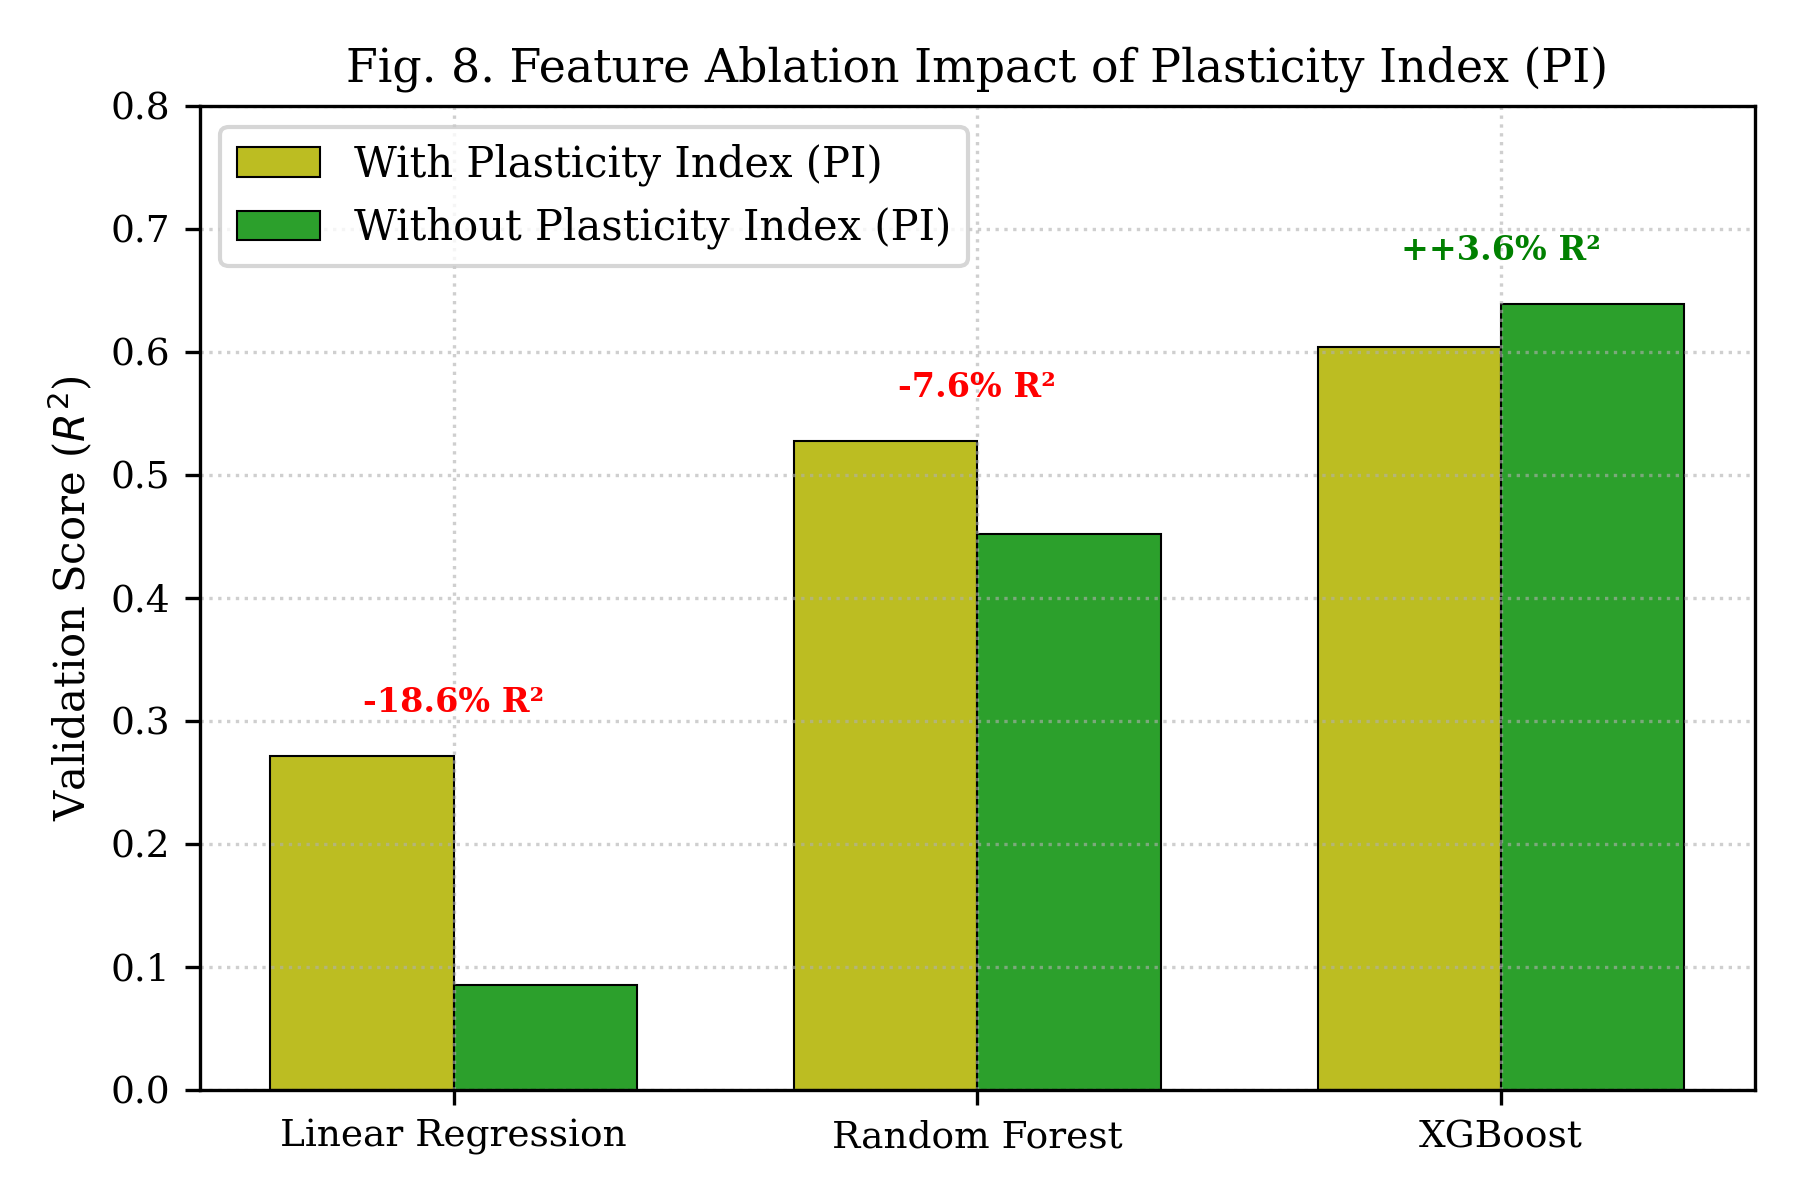 Fig. 8. Feature Ablation Impact of Plasticity Index (PI)
With Plasticity Index (PI)
Without Plasticity Index (PI)
Validation Score (R²)
0.8
0.7
0.6
0.5
0.4
0.3
0.2
0.1
0.0
-18.6% R²
-7.6% R²
++3.6% R²
Linear Regression
Random Forest
XGBoost